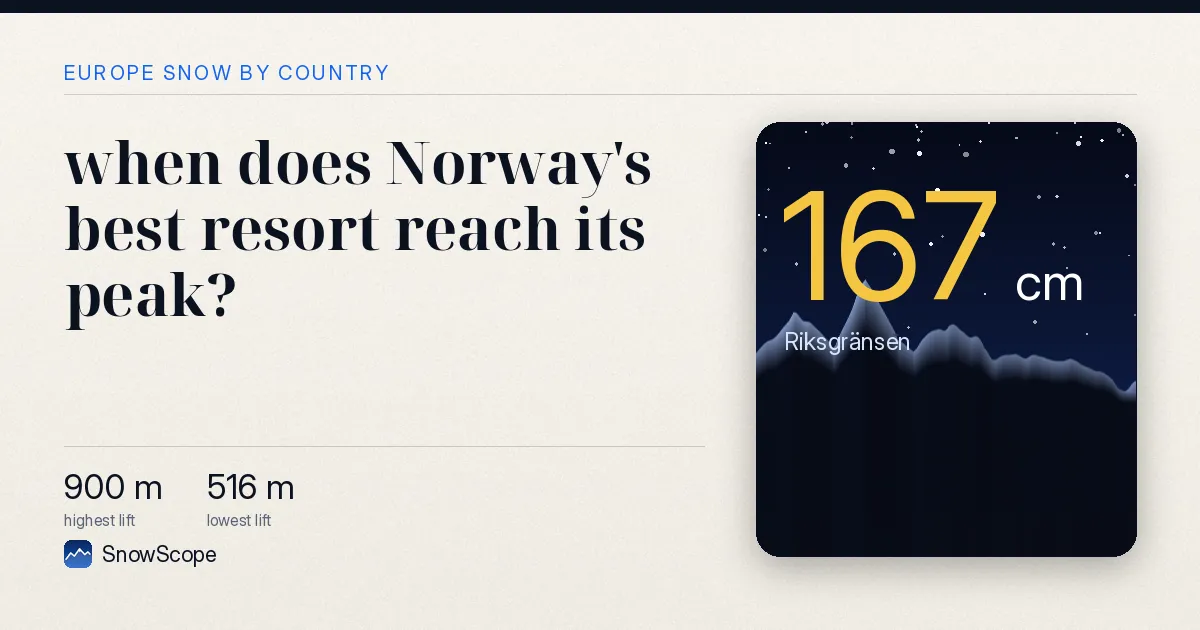 EUROPE SNOW BY COUNTRY
when does Norway's
best resort reach its
peak?
167 cm
Riksgränsen
900 m 516 m
highest lift lowest lift
SnowScope